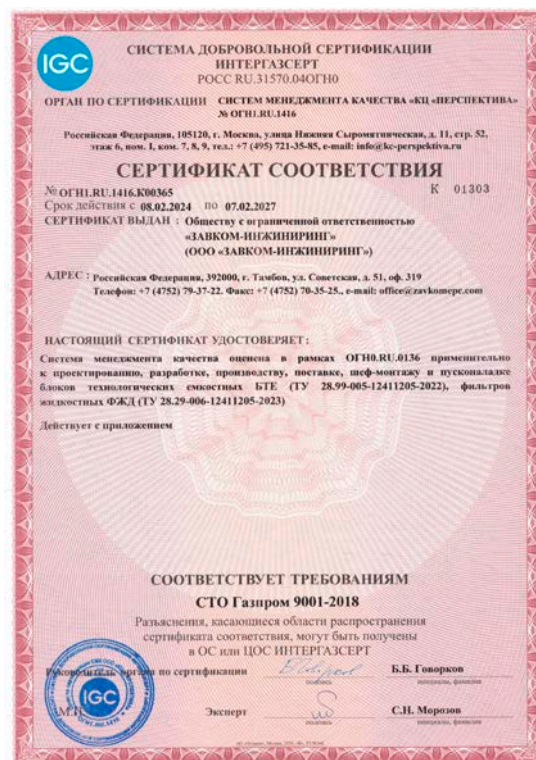 IGC
СИСТЕМА ДОБРОВОЛЬНОЙ СЕРТИФИКАЦИИ
ИНТЕРГАЗСЕРТ
РОСС RU.31570.04ОГН0
ОРГАН ПО СЕРТИФИКАЦИИ СИСТЕМ МЕНЕДЖМЕНТА КАЧЕСТВА «КЦ «ПЕРСПЕКТИВА»
№ ОГН1.RU.1416
Российская Федерация, 105120, г. Москва, улица Нижняя Сыромятническая, д. 11, стр. 52,
этаж 6, пом. I, ком. 7, 8, 9, тел.: +7 (495) 721-35-85, e-mail: info@kc-perspektiva.ru
СЕРТИФИКАТ СООТВЕТСТВИЯ
№ ОГН1.RU.1416.К00365
К 01303
Срок действия с 08.02.2024 по 07.02.2027
СЕРТИФИКАТ ВЫДАН : Обществу с ограниченной ответственностью
«ЗАВКОМ-ИНЖИНИРИНГ»
(ООО «ЗАВКОМ-ИНЖИНИРИНГ»)
АДРЕС : Российская Федерация, 392000, г. Тамбов, ул. Советская, д. 51, оф. 319
Телефон: +7 (4752) 79-37-22. Факс: +7 (4752) 70-35-25., e-mail: office@zavkomepc.com
НАСТОЯЩИЙ СЕРТИФИКАТ УДОСТОВЕРЯЕТ :
Система менеджмента качества оценена в рамках ОГН0.RU.0136 применительно
к проектированию, разработке, производству, поставке, шеф-монтажу и пусконаладке
блоков технологических емкостных БТЕ (ТУ 28.99-005-12411205-2022), фильтров
жидкостных ФЖД (ТУ 28.29-006-12411205-2023)
Действует с приложением
СООТВЕТСТВУЕТ ТРЕБОВАНИЯМ
СТО Газпром 9001-2018
Разъяснения, касающиеся области распространения
сертификата соответствия, могут быть получены
в ОС или ЦОС ИНТЕРГАЗСЕРТ
Руководитель органа по сертификации
подпись
Б.Б. Говорков
инициалы, фамилия
М.П.
IGC
Эксперт
подпись
С.Н. Морозов
инициалы, фамилия